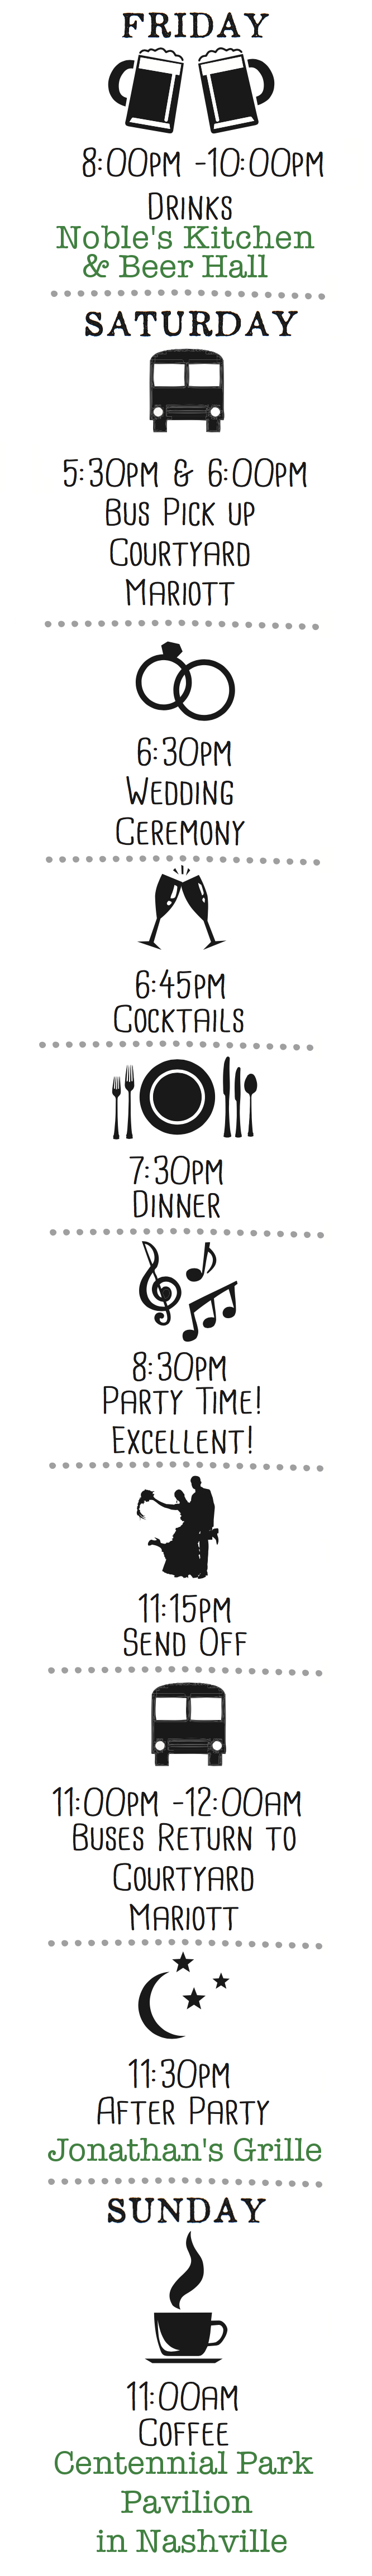 FRIDAY
8:00PM -10:00PM
DRINKS
Noble's Kitchen
& Beer Hall
SATURDAY
5:30PM & 6:00PM
BUS PICK UP
COURTYARD
MARIOTT
6:30PM
WEDDING
CEREMONY
6:45PM
COCKTAILS
7:30PM
DINNER
8:30PM
PARTY TIME!
EXCELLENT!
11:15PM
SEND OFF
11:00PM -12:00AM
BUSES RETURN TO
COURTYARD
MARIOTT
11:30PM
AFTER PARTY
Jonathan's Grille
SUNDAY
11:00AM
COFFEE
Centennial Park
Pavilion
in Nashville